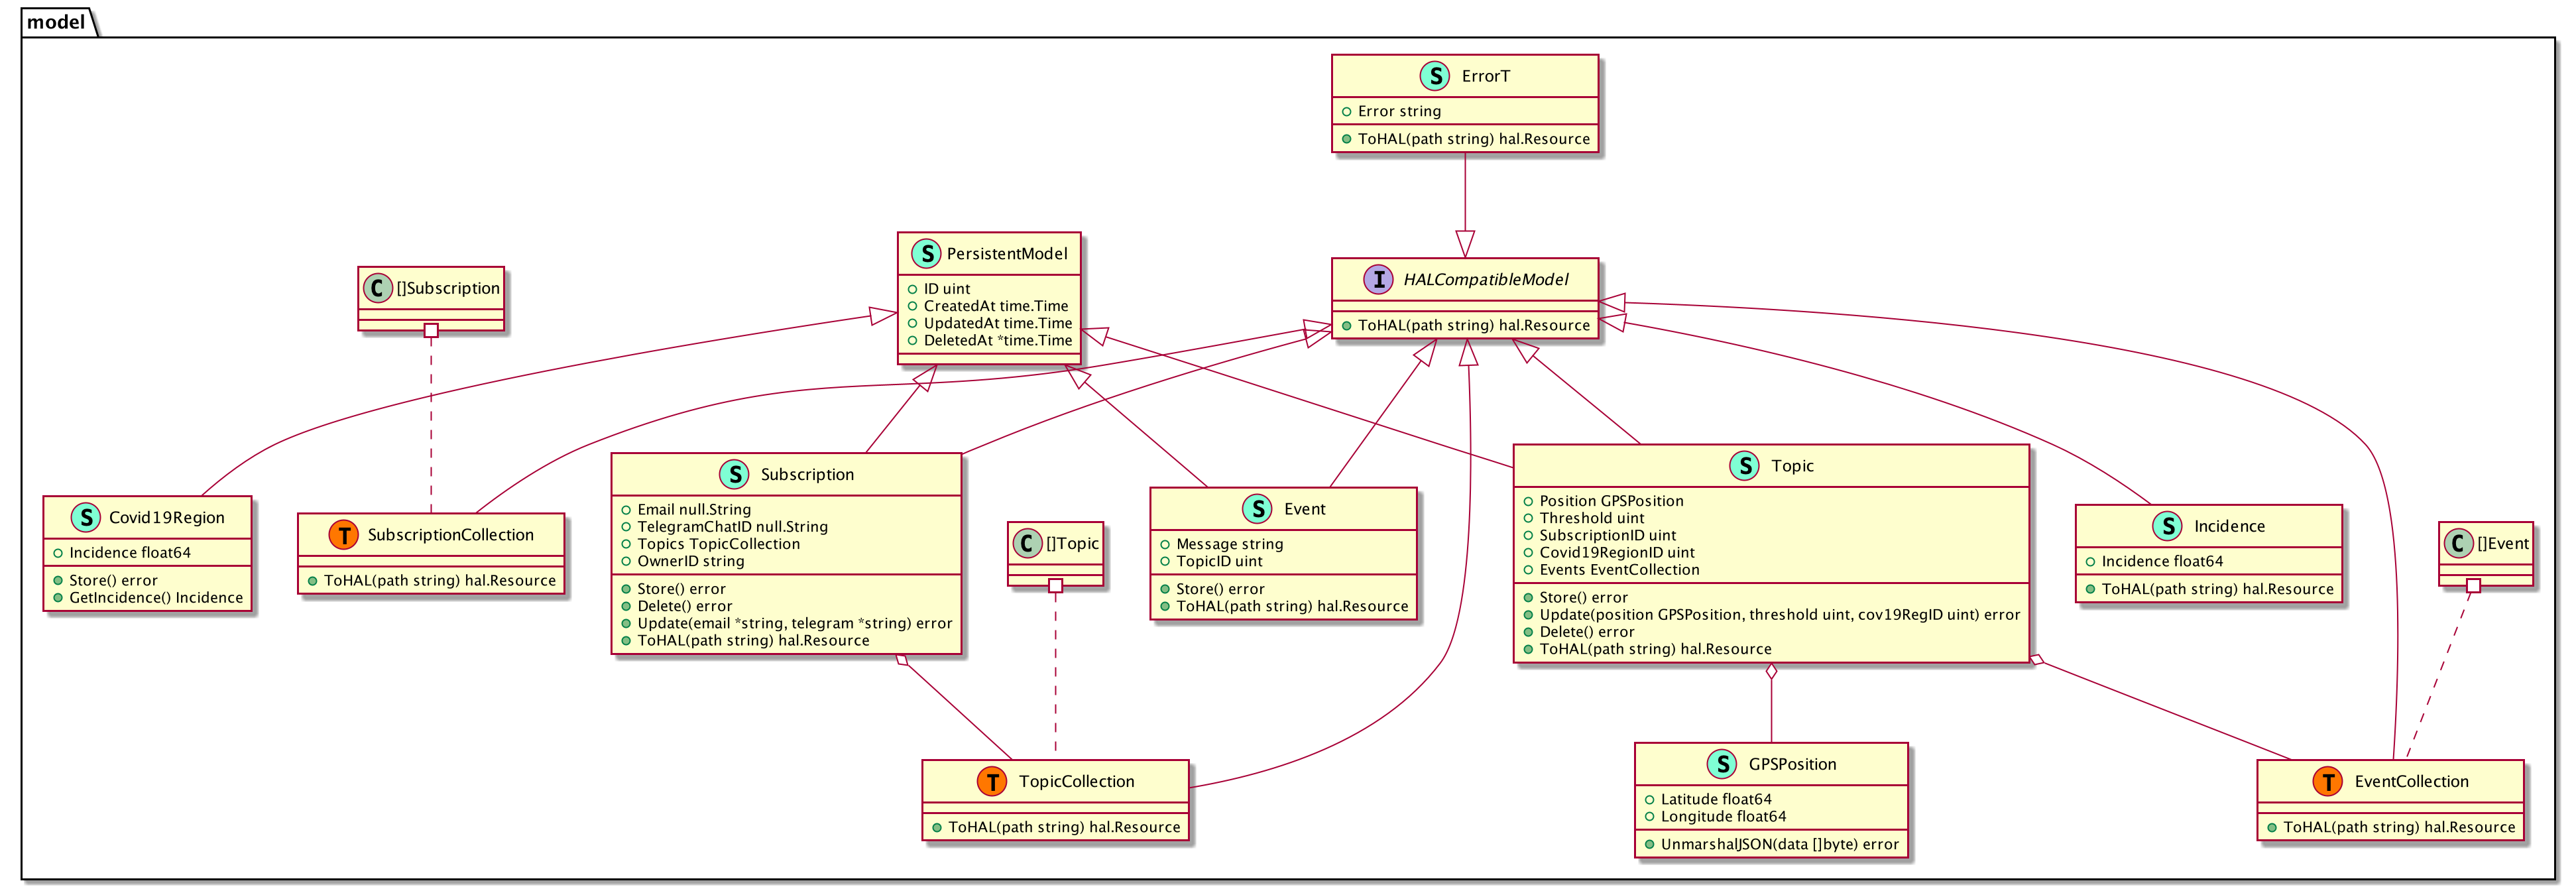 model
S ErrorT
Error string
ToHAL(path string) hal.Resource
S PersistentModel
ID uint
CreatedAt time.Time
UpdatedAt time.Time
DeletedAt *time.Time
I HALCompatibleModel
ToHAL(path string) hal.Resource
C []Subscription
S Covid19Region
Incidence float64
Store() error
GetIncidence() Incidence
T SubscriptionCollection
ToHAL(path string) hal.Resource
S Subscription
Email null.String
TelegramChatID null.String
Topics TopicCollection
OwnerID string
Store() error
Delete() error
Update(email *string, telegram *string) error
ToHAL(path string) hal.Resource
C []Topic
S Event
Message string
TopicID uint
Store() error
ToHAL(path string) hal.Resource
S Topic
Position GPSPosition
Threshold uint
SubscriptionID uint
Covid19RegionID uint
Events EventCollection
Store() error
Update(position GPSPosition, threshold uint, cov19RegID uint) error
Delete() error
ToHAL(path string) hal.Resource
S Incidence
Incidence float64
ToHAL(path string) hal.Resource
C []Event
T TopicCollection
ToHAL(path string) hal.Resource
S GPSPosition
Latitude float64
Longitude float64
UnmarshalJSON(data []byte) error
T EventCollection
ToHAL(path string) hal.Resource